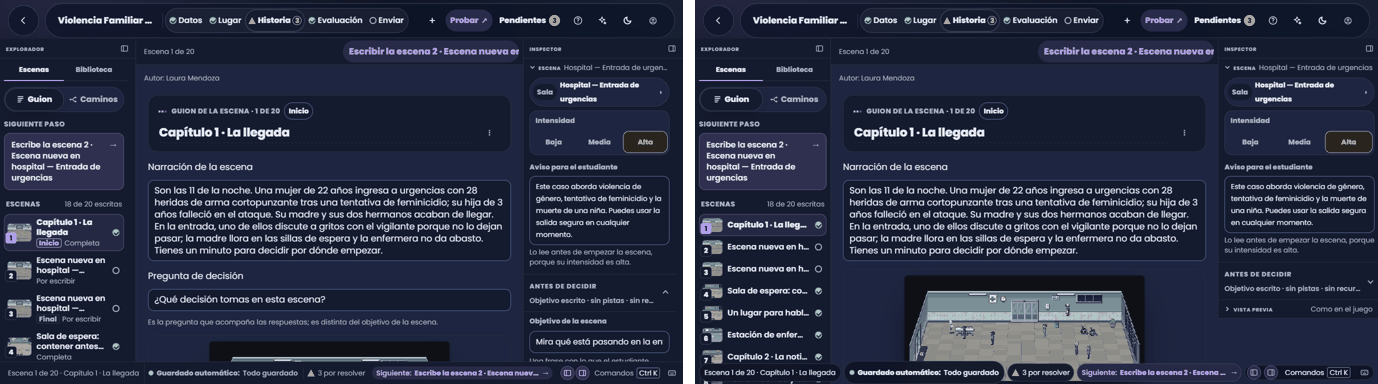 Violencia Familiar ...
Datos
Lugar
Historia 3
Evaluación
Enviar
+
Probar ↗
Pendientes 3
EXPLORADOR
Escenas
Biblioteca
Guion
Caminos
SIGUIENTE PASO
Escribe la escena 2 · →
Escena nueva en
hospital — Entrada de
urgencias
ESCENAS 18 de 20 escritas
1
Capítulo 1 · La
llegada
Inicio Completa
2
Escena nueva en
hospital —...
Por escribir
3
Escena nueva en
hospital —...
Final Por escribir
4
Sala de espera:
contener antes...
Completa
Escena 1 de 20
Escribir la escena 2 · Escena nueva en
Autor: Laura Mendoza
GUION DE LA ESCENA · 1 DE 20 Inicio
Capítulo 1 · La llegada
Narración de la escena
Son las 11 de la noche. Una mujer de 22 años ingresa a urgencias con 28
heridas de arma cortopunzante tras una tentativa de feminicidio; su hija de 3
años falleció en el ataque. Su madre y sus dos hermanos acaban de llegar.
En la entrada, uno de ellos discute a gritos con el vigilante porque no lo dejan
pasar; la madre llora en las sillas de espera y la enfermera no da abasto.
Tienes un minuto para decidir por dónde empezar.
Pregunta de decisión
¿Qué decisión tomas en esta escena?
Es la pregunta que acompaña las respuestas; es distinta del objetivo de la escena.
INSPECTOR
ESCENA Hospital — Entrada de urgen...
Sala
Hospital — Entrada de
urgencias
Intensidad
Baja
Media
Alta
Aviso para el estudiante
Este caso aborda violencia de
género, tentativa de feminicidio y la
muerte de una niña. Puedes usar la
salida segura en cualquier
momento.
Lo lee antes de empezar la escena,
porque su intensidad es alta.
ANTES DE DECIDIR
Objetivo escrito · sin pistas · sin re...
Objetivo de la escena
Mira qué está pasando en la en
Una frase con lo que el estudiante
Escena 1 de 20 · Capítulo 1 · La llegada
Guardado automático: Todo guardado
3 por resolver
Siguiente: Escribe la escena 2 · Escena nuev... →
Comandos Ctrl K
Violencia Familiar ...
Datos
Lugar
Historia 3
Evaluación
Enviar
+
Probar ↗
Pendientes 3
EXPLORADOR
Escenas
Biblioteca
Guion
Caminos
SIGUIENTE PASO
Escribe la escena 2 · →
Escena nueva en
hospital — Entrada de
urgencias
ESCENAS 18 de 20 escritas
1 Capítulo 1 · La lleg...
2 Escena nueva en h...
3 Escena nueva en h...
4 Sala de espera: co...
5 Un lugar para habl...
6 Estación de enfer...
7 Capítulo 2 · La noti...
Escena 1 de 20
Escribir la escena 2 · Escena nueva en
Autor: Laura Mendoza
GUION DE LA ESCENA · 1 DE 20 Inicio
Capítulo 1 · La llegada
Narración de la escena
Son las 11 de la noche. Una mujer de 22 años ingresa a urgencias con 28
heridas de arma cortopunzante tras una tentativa de feminicidio; su hija de 3
años falleció en el ataque. Su madre y sus dos hermanos acaban de llegar.
En la entrada, uno de ellos discute a gritos con el vigilante porque no lo dejan
pasar; la madre llora en las sillas de espera y la enfermera no da abasto.
Tienes un minuto para decidir por dónde empezar.
INSPECTOR
ESCENA Hospital — Entrada de urgencias
Sala
Hospital — Entrada de
urgencias
Intensidad
Baja
Media
Alta
Aviso para el estudiante
Este caso aborda violencia de género,
tentativa de feminicidio y la muerte de
una niña. Puedes usar la salida segura
en cualquier momento.
Lo lee antes de empezar la escena,
porque su intensidad es alta.
ANTES DE DECIDIR
Objetivo escrito · sin pistas · sin recur...
VISTA PREVIA Como en el juego
Escena 1 de 20 · Capítulo 1 · La llegada
Guardado automático: Todo guardado
3 por resolver
Siguiente: Escribe la escena 2 · Escena ... →
Comandos Ctrl K